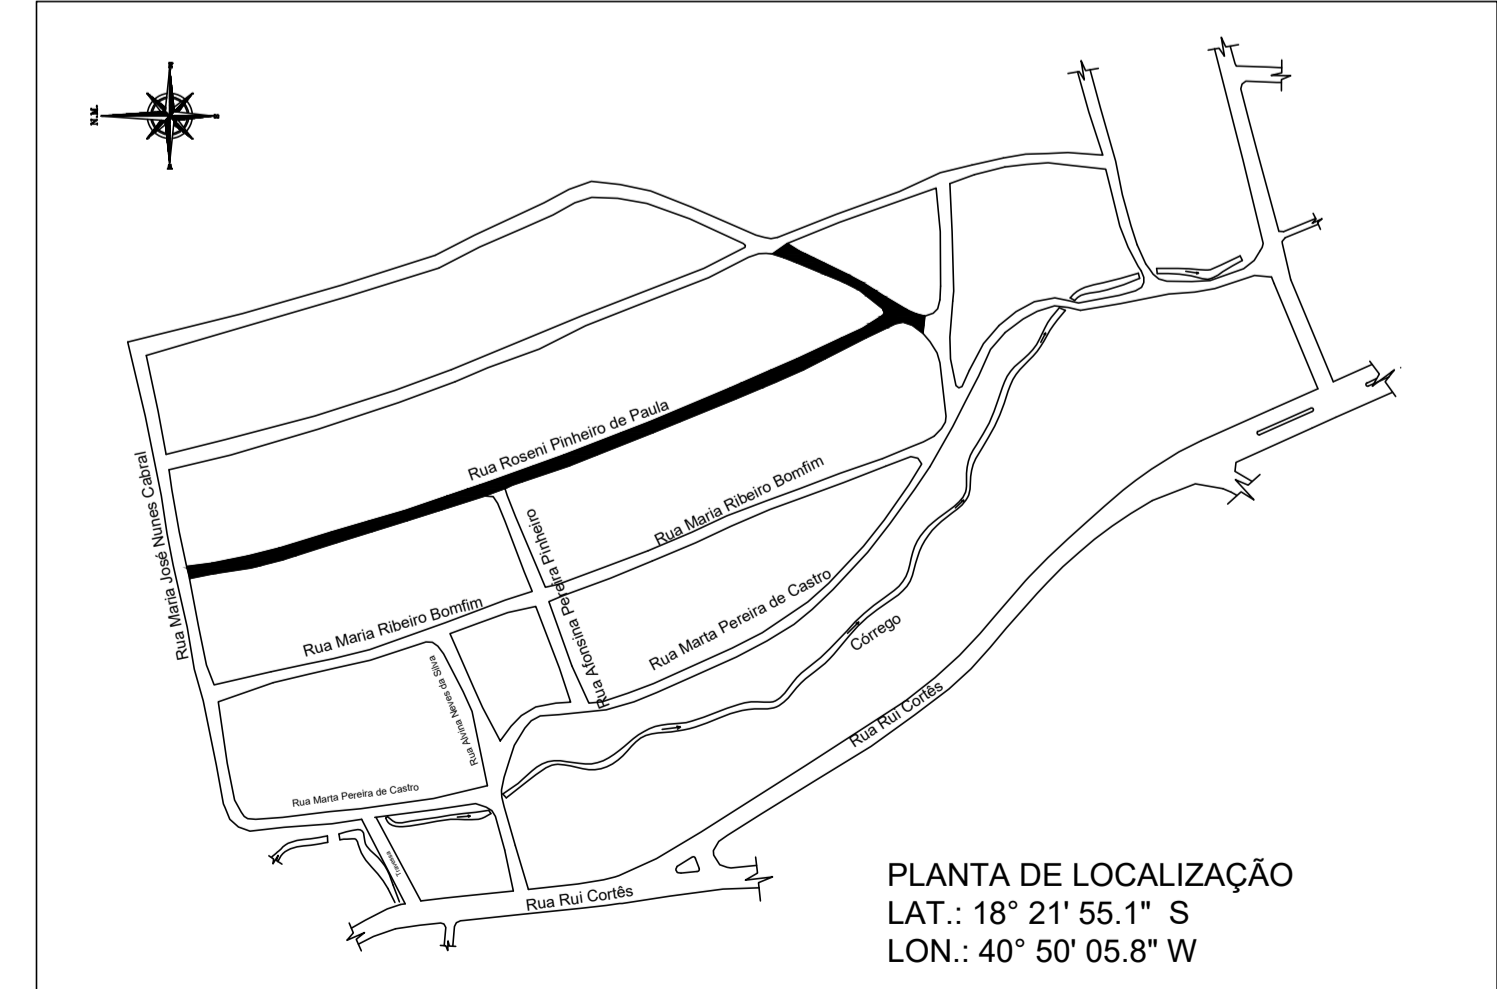 N.M.
Rua Roseni Pinheiro de Paula
Rua Maria José Nunes Cabral
Rua Maria Ribeiro Bomfim
Rua Afonsina Pereira Pinheiro
Rua Maria Ribeiro Bomfim
Rua Marta Pereira de Castro
Córrego
Rua Alvina Neves da Silva
Rua Rui Cortês
Rua Marta Pereira de Castro
Travessa
Rua Rui Cortês
PLANTA DE LOCALIZAÇÃO
LAT.: 18° 21' 55.1" S
LON.: 40° 50' 05.8" W